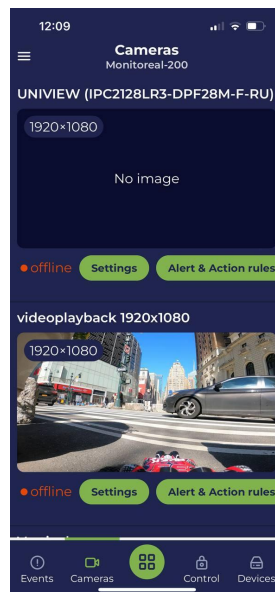 12:09
Cameras
Monitoreal-200
UNIVIEW (IPC2128LR3-DPF28M-F-RU)
1920×1080
No image
offline Settings Alert & Action rules
videoplayback 1920x1080
1920×1080
offline Settings Alert & Action rules
Events Cameras Control Devices